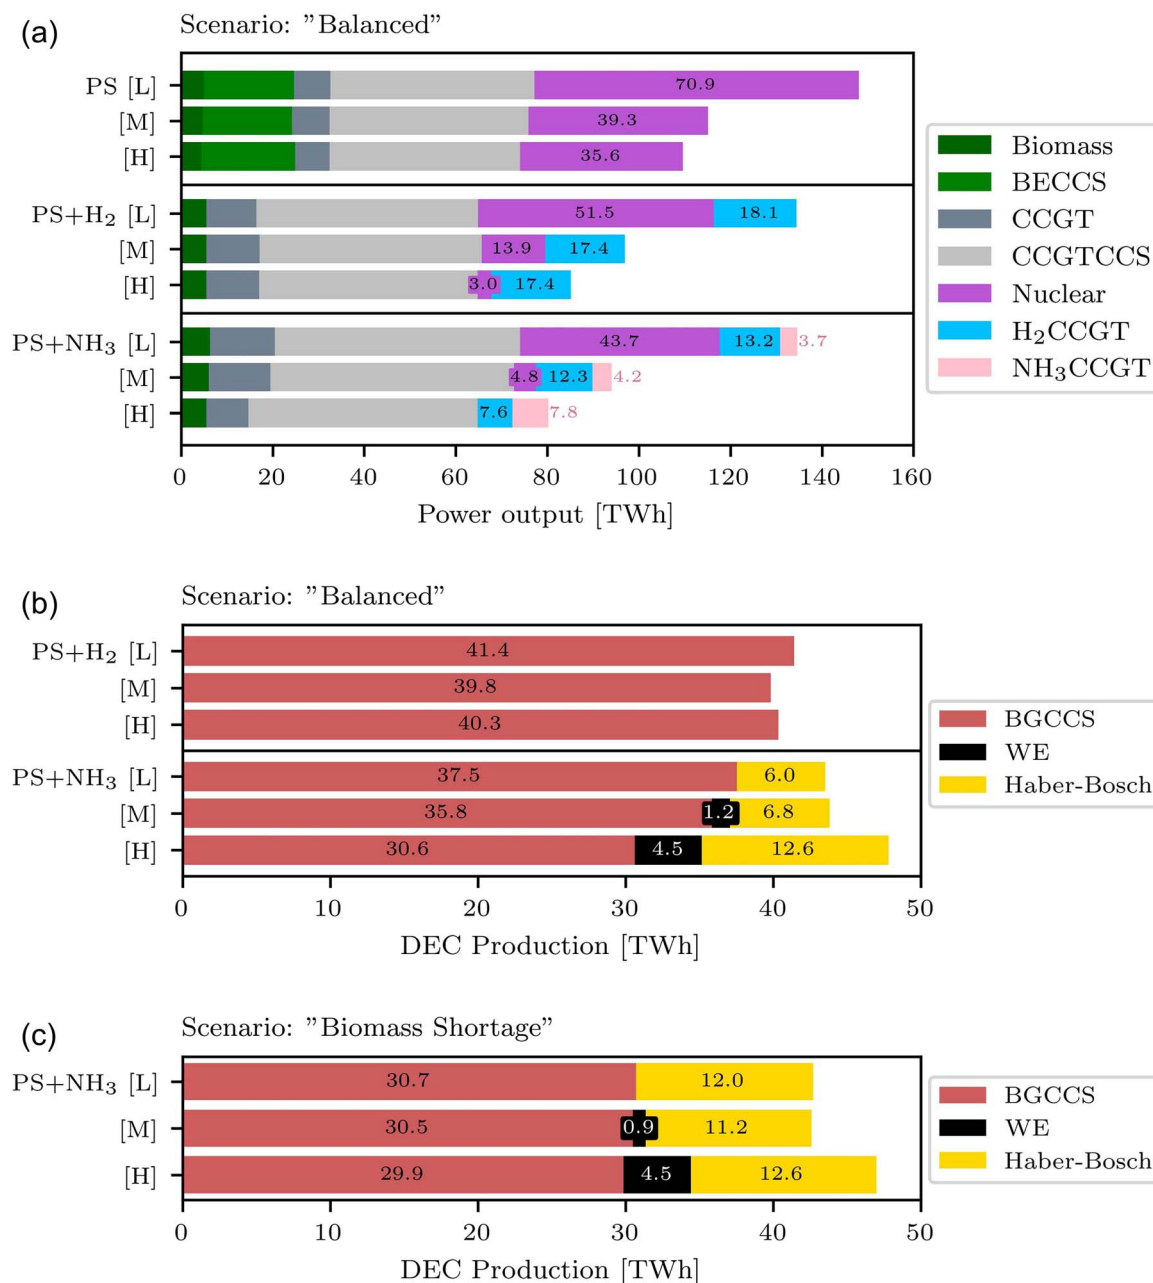 (a)
Scenario: "Balanced"
PS [L] 70.9
[M] 39.3
[H] 35.6
PS+H₂ [L] 51.5 18.1
[M] 13.9 17.4
[H] 3.0 17.4
PS+NH₃ [L] 43.7 13.2 3.7
[M] 4.8 12.3 4.2
[H] 7.6 7.8
0 20 40 60 80 100 120 140 160
Power output [TWh]
Biomass
BECCS
CCGT
CCGTCCS
Nuclear
H₂CCGT
NH₃CCGT
(b)
Scenario: "Balanced"
PS+H₂ [L] 41.4
[M] 39.8
[H] 40.3
PS+NH₃ [L] 37.5 6.0
[M] 35.8 1.2 6.8
[H] 30.6 4.5 12.6
0 10 20 30 40 50
DEC Production [TWh]
BGCCS
WE
Haber-Bosch
(c)
Scenario: "Biomass Shortage"
PS+NH₃ [L] 30.7 12.0
[M] 30.5 0.9 11.2
[H] 29.9 4.5 12.6
0 10 20 30 40 50
DEC Production [TWh]
BGCCS
WE
Haber-Bosch